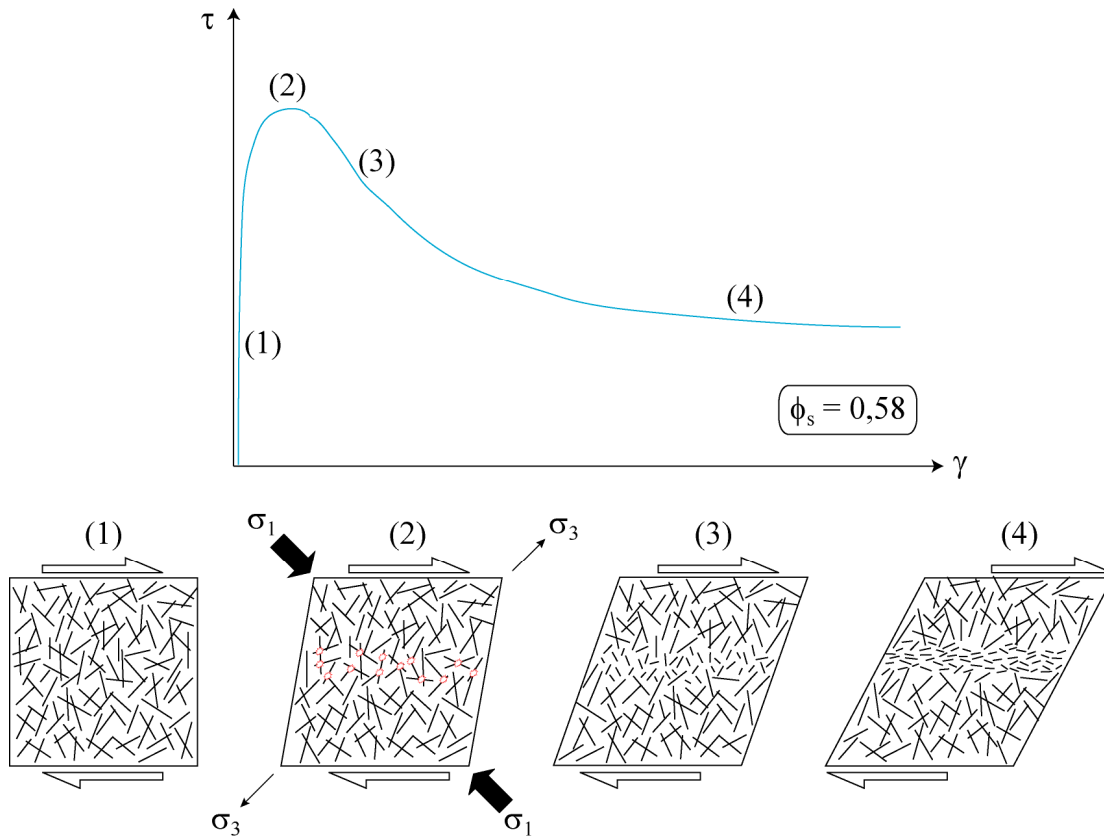 τ
(2)
(3)
(4)
(1)
ϕs = 0,58
γ
(1)
σ1
(2)
σ3
(3)
(4)
σ3
σ1